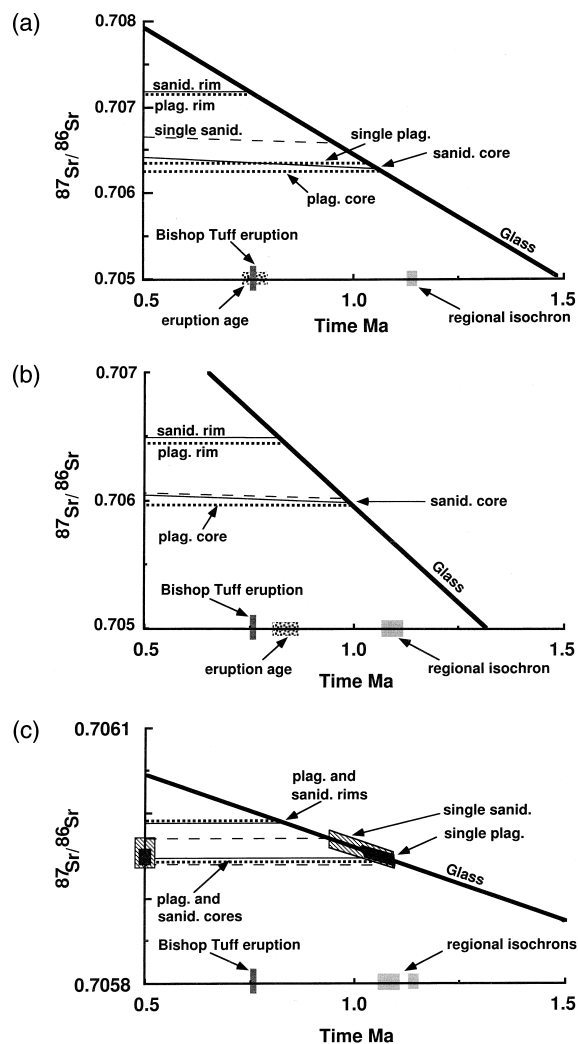 (a)
0.708
0.707
0.706
0.705
87Sr/86Sr
sanid. rim
plag. rim
single sanid.
single plag.
sanid. core
plag. core
Bishop Tuff eruption
Glass
0.5
1.0
1.5
eruption age
Time Ma
regional isochron
(b)
0.707
0.706
0.705
87Sr/86Sr
sanid. rim
plag. rim
sanid. core
plag. core
Glass
Bishop Tuff eruption
0.5
1.0
1.5
eruption age
regional isochron
Time Ma
(c)
0.7061
0.7058
87Sr/86Sr
plag. and
sanid. rims
single sanid.
single plag.
Glass
plag. and
sanid. cores
Bishop Tuff eruption
regional isochrons
0.5
1.0
1.5
Time Ma